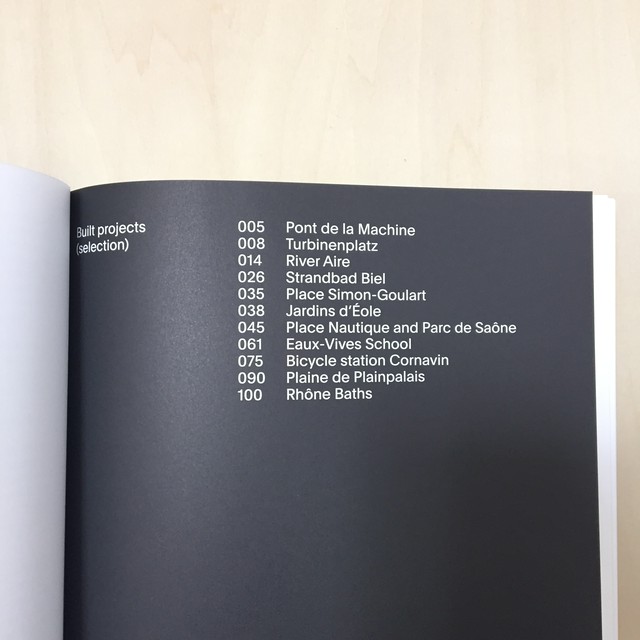 Built projects
(selection)
005 Pont de la Machine
008 Turbinenplatz
014 River Aire
026 Strandbad Biel
035 Place Simon-Goulart
038 Jardins d'Éole
045 Place Nautique and Parc de Saône
061 Eaux-Vives School
075 Bicycle station Cornavin
090 Plaine de Plainpalais
100 Rhône Baths